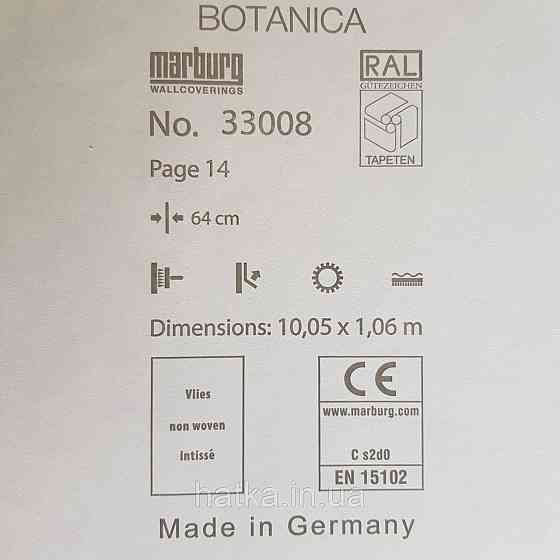 BOTANICA
marburg
WALLCOVERINGS
RAL
GÜTEZEICHEN
TAPETEN
No. 33008
Page 14
64 cm
Dimensions: 10,05 x 1,06 m
Vlies
non woven
intissé
CE
www.marburg.com
C s2d0
EN 15102
hatka.in.ua
Made in Germany